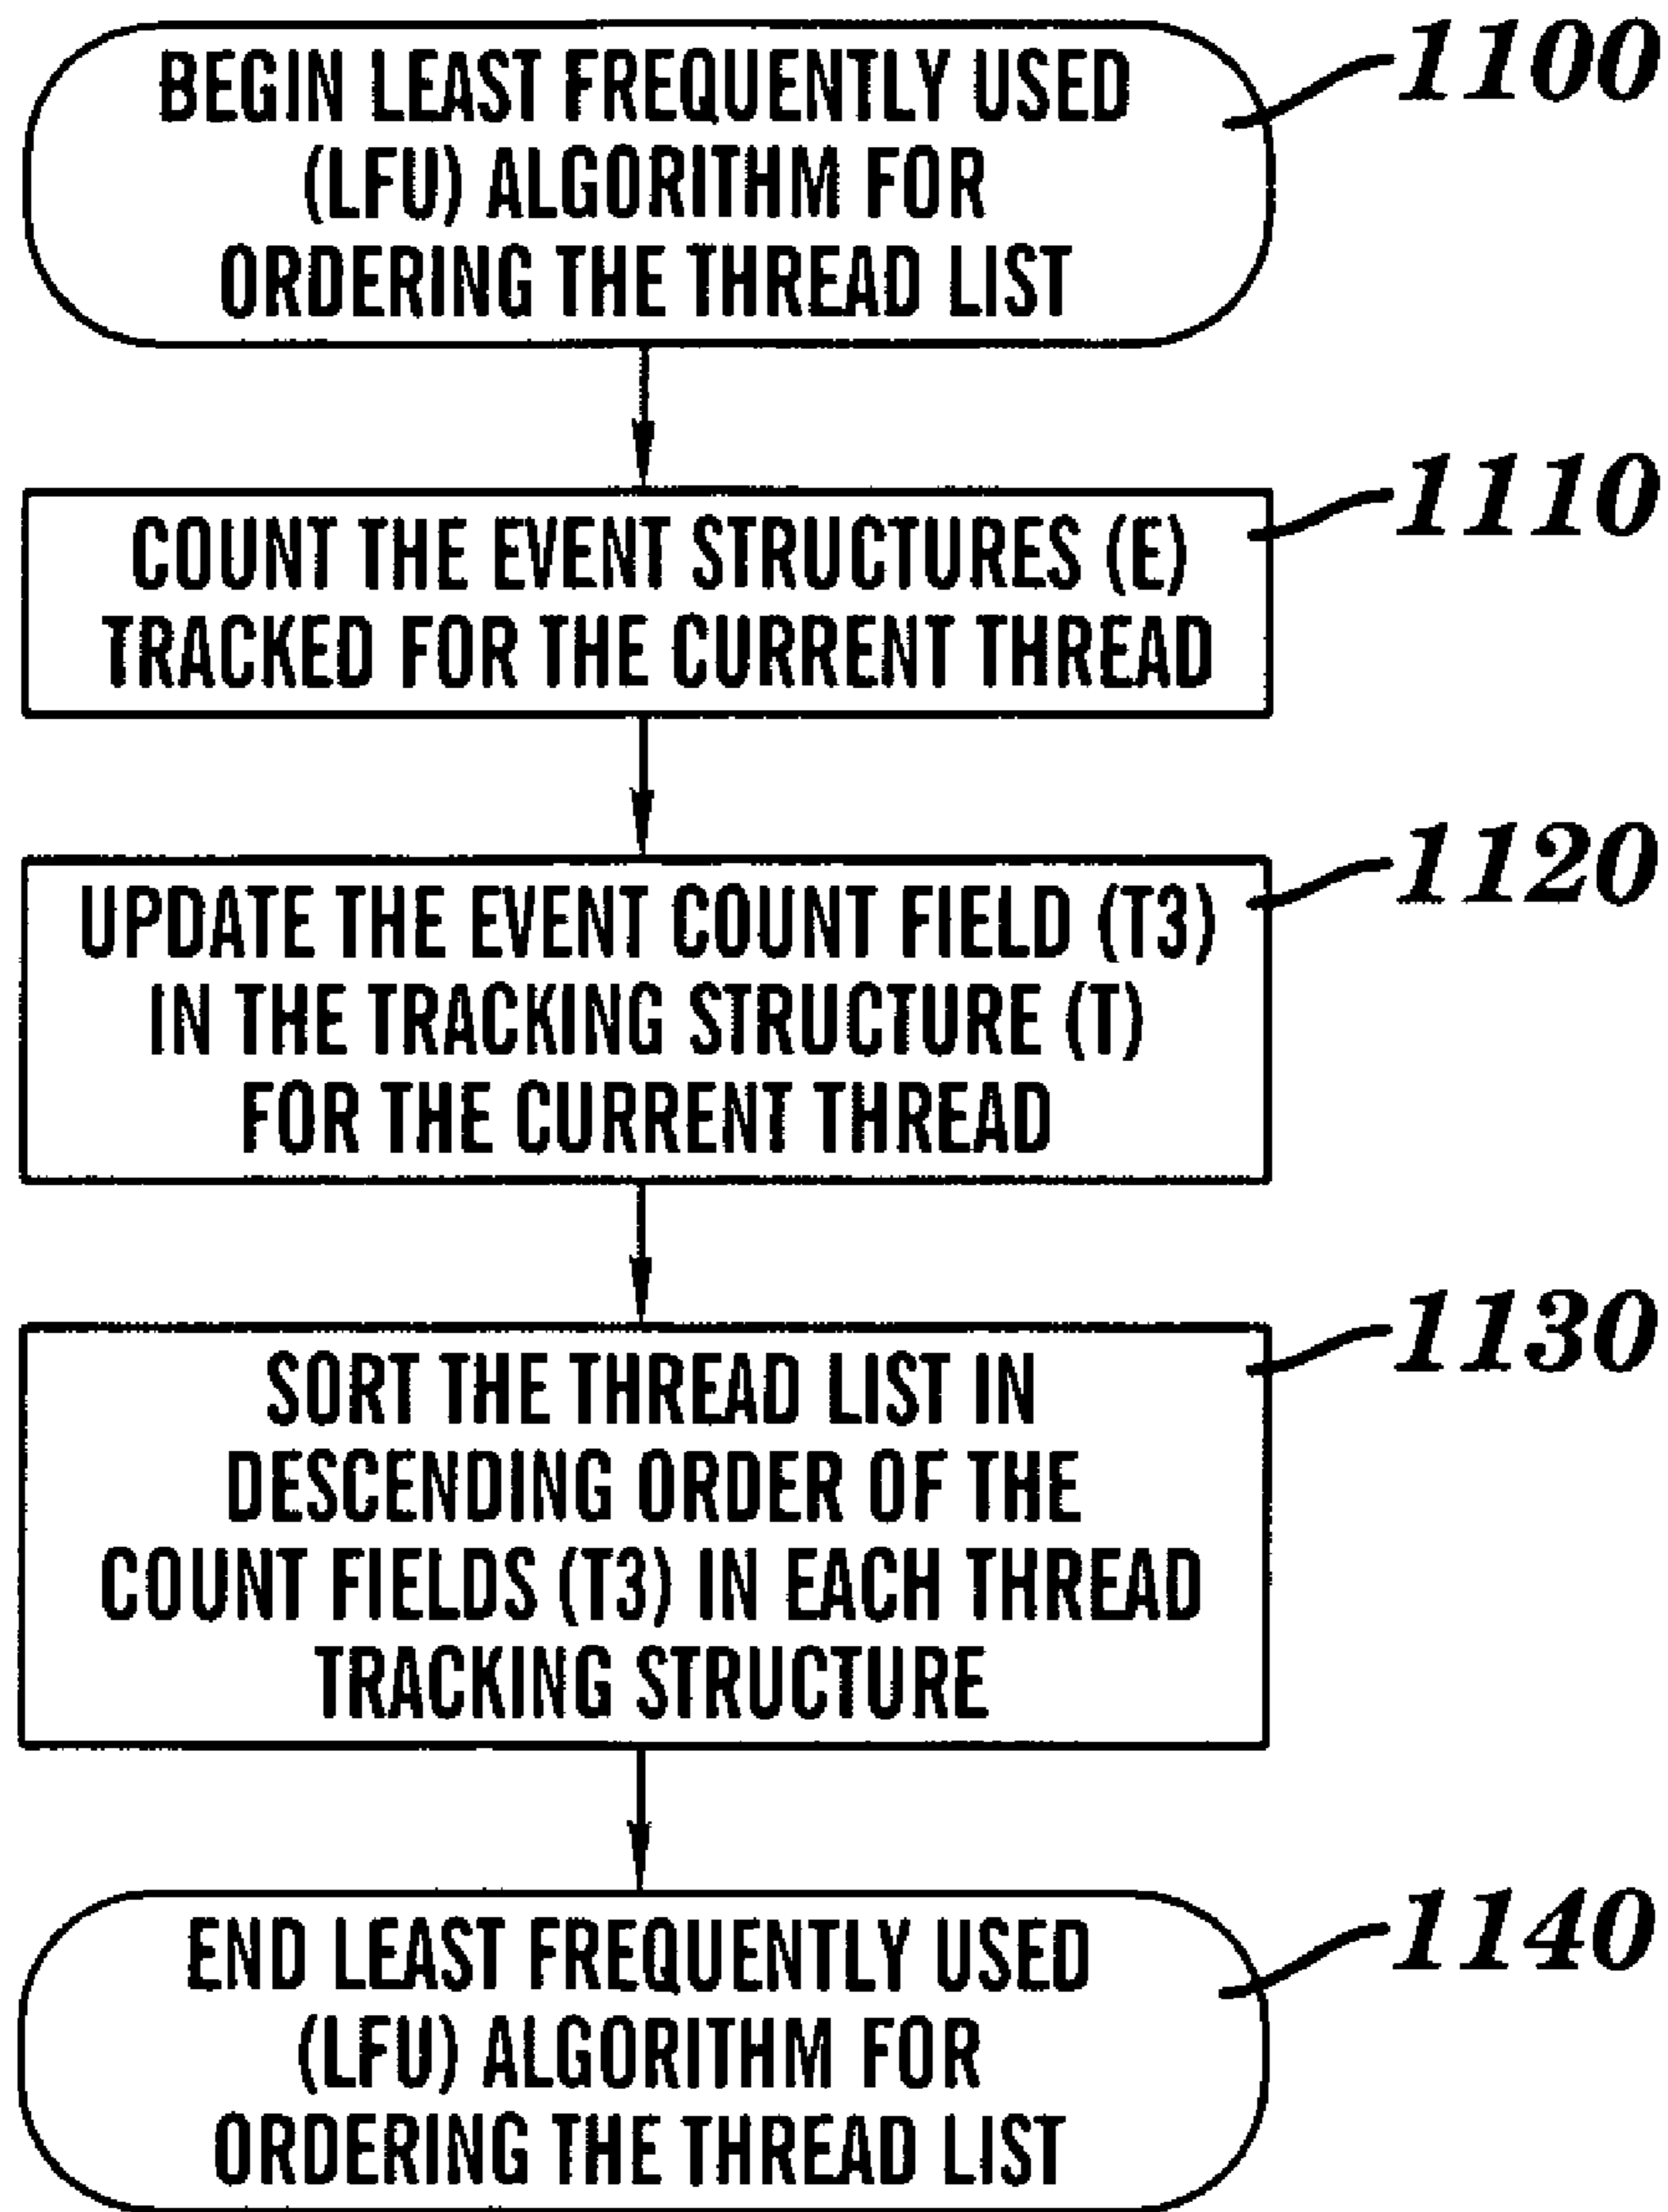 BEGIN LEAST FREQUENTLY USED
(LFU) ALGORITHM FOR
ORDERING THE THREAD LIST
1100
COUNT THE EVENT STRUCTURES (E)
TRACKED FOR THE CURRENT THREAD
1110
UPDATE THE EVENT COUNT FIELD (T3)
IN THE TRACKING STRUCTURE (T)
FOR THE CURRENT THREAD
1120
SORT THE THREAD LIST IN
DESCENDING ORDER OF THE
COUNT FIELDS (T3) IN EACH THREAD
TRACKING STRUCTURE
1130
END LEAST FREQUENTLY USED
(LFU) ALGORITHM FOR
ORDERING THE THREAD LIST
1140